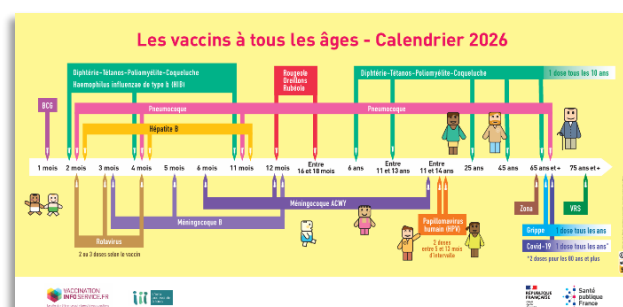 Les vaccins à tous les âges - Calendrier 2026
Diphtérie-Tétanos-Poliomyélite-Coqueluche
Haemophilus influenzae de type b (HIB)
Rougeole
Oreillons
Rubéole
Diphtérie-Tétanos-Poliomyélite-Coqueluche
1 dose tous les 10 ans
BCG
Pneumocoque
Pneumocoque
Hépatite B
1 mois
2 mois
3 mois
4 mois
5 mois
6 mois
11 mois
12 mois
Entre
16 et 18 mois
6 ans
Entre
11 et 13 ans
Entre
11 et 14 ans
25 ans
45 ans
65 ans et +
75 ans et +
Méningocoque ACWY
Méningocoque B
Rotavirus
2 ou 3 doses selon le vaccin
Papillomavirus
humain (HPV)
2 doses
entre 5 et 13 mois
d'intervalle
Zona
VRS
Grippe
1 dose tous les ans
Covid-19
1 dose tous les ans*
*2 doses pour les 80 ans et plus
VACCINATION
INFO SERVICE.FR
RÉPUBLIQUE
FRANÇAISE
Santé
publique
France